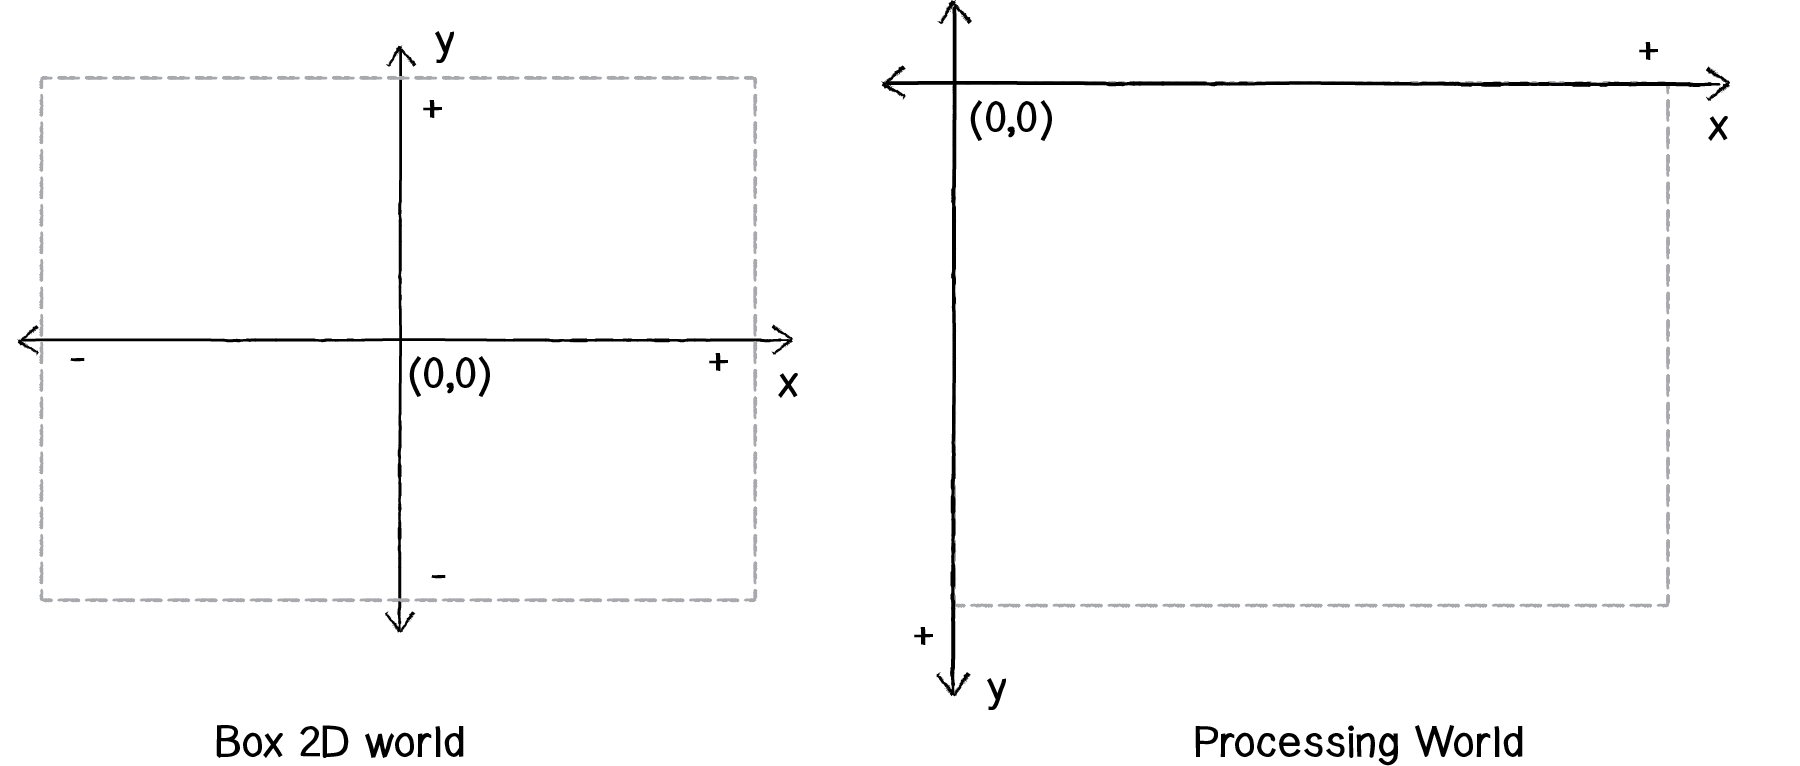 y
+
-
(0,0)
+
x
-
Box 2D world
+
(0,0)
x
+
y
Processing World